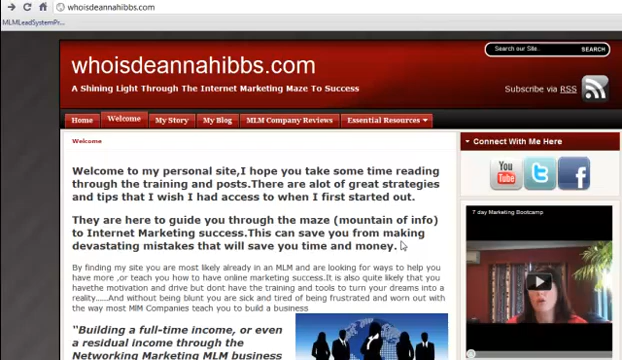 whoisdeannahibbs.com
MLMLeadSystemPr...
whoisdeannahibbs.com
A Shining Light Through The Internet Marketing Maze To Success
Search our Site..
SEARCH
Subscribe via RSS
Home
Welcome
My Story
My Blog
MLM Company Reviews
Essential Resources
Welcome
Welcome to my personal site,I hope you take some time reading
through the training and posts.There are alot of great strategies
and tips that I wish I had access to when I first started out.
They are here to guide you through the maze (mountain of info)
to Internet Marketing success.This can save you from making
devastating mistakes that will save you time and money.
By finding my site you are most likely already in an MLM and are looking for ways to help you
have more,or teach you how to have online marketing success.It is also quite likely that you
havethe motivation and drive but dont have the training and tools to turn your dreams into a
reality.....And without being blunt you are sick and tired of being frustrated and worn out with
the way most MlM Companies teach you to build a business
"Building a full-time income, or even
a residual income through the
Networking Marketing MLM business
Connect With Me Here
You
Tube
7 day Marketing Bootcamp